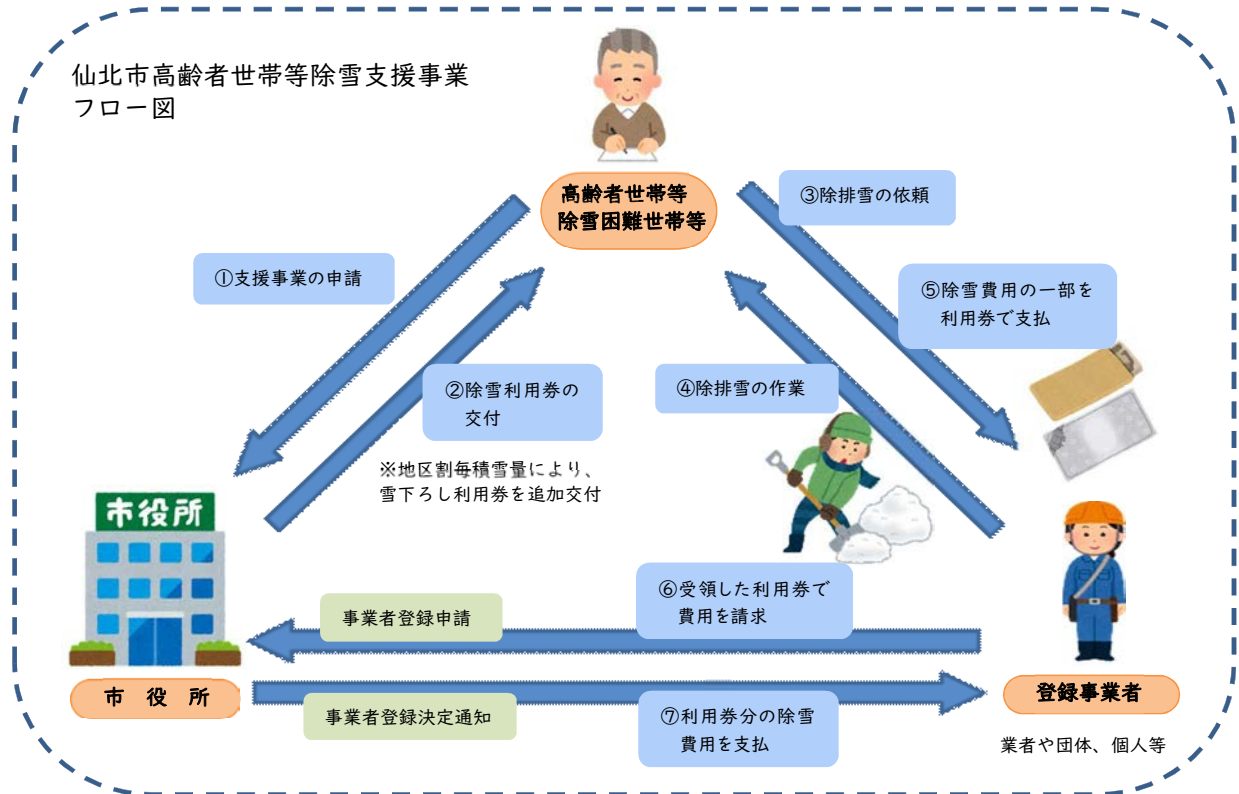 仙北市高齢者世帯等除雪支援事業
フロー図
高齢者世帯等
除雪困難世帯等
③除排雪の依頼
①支援事業の申請
⑤除雪費用の一部を
利用券で支払
②除雪利用券の
交付
④除排雪の作業
※地区割毎積雪量により、
雪下ろし利用券を追加交付
市役所
⑥受領した利用券で
費用を請求
事業者登録申請
市 役 所
登録事業者
事業者登録決定通知
⑦利用券分の除雪
費用を支払
業者や団体、個人等